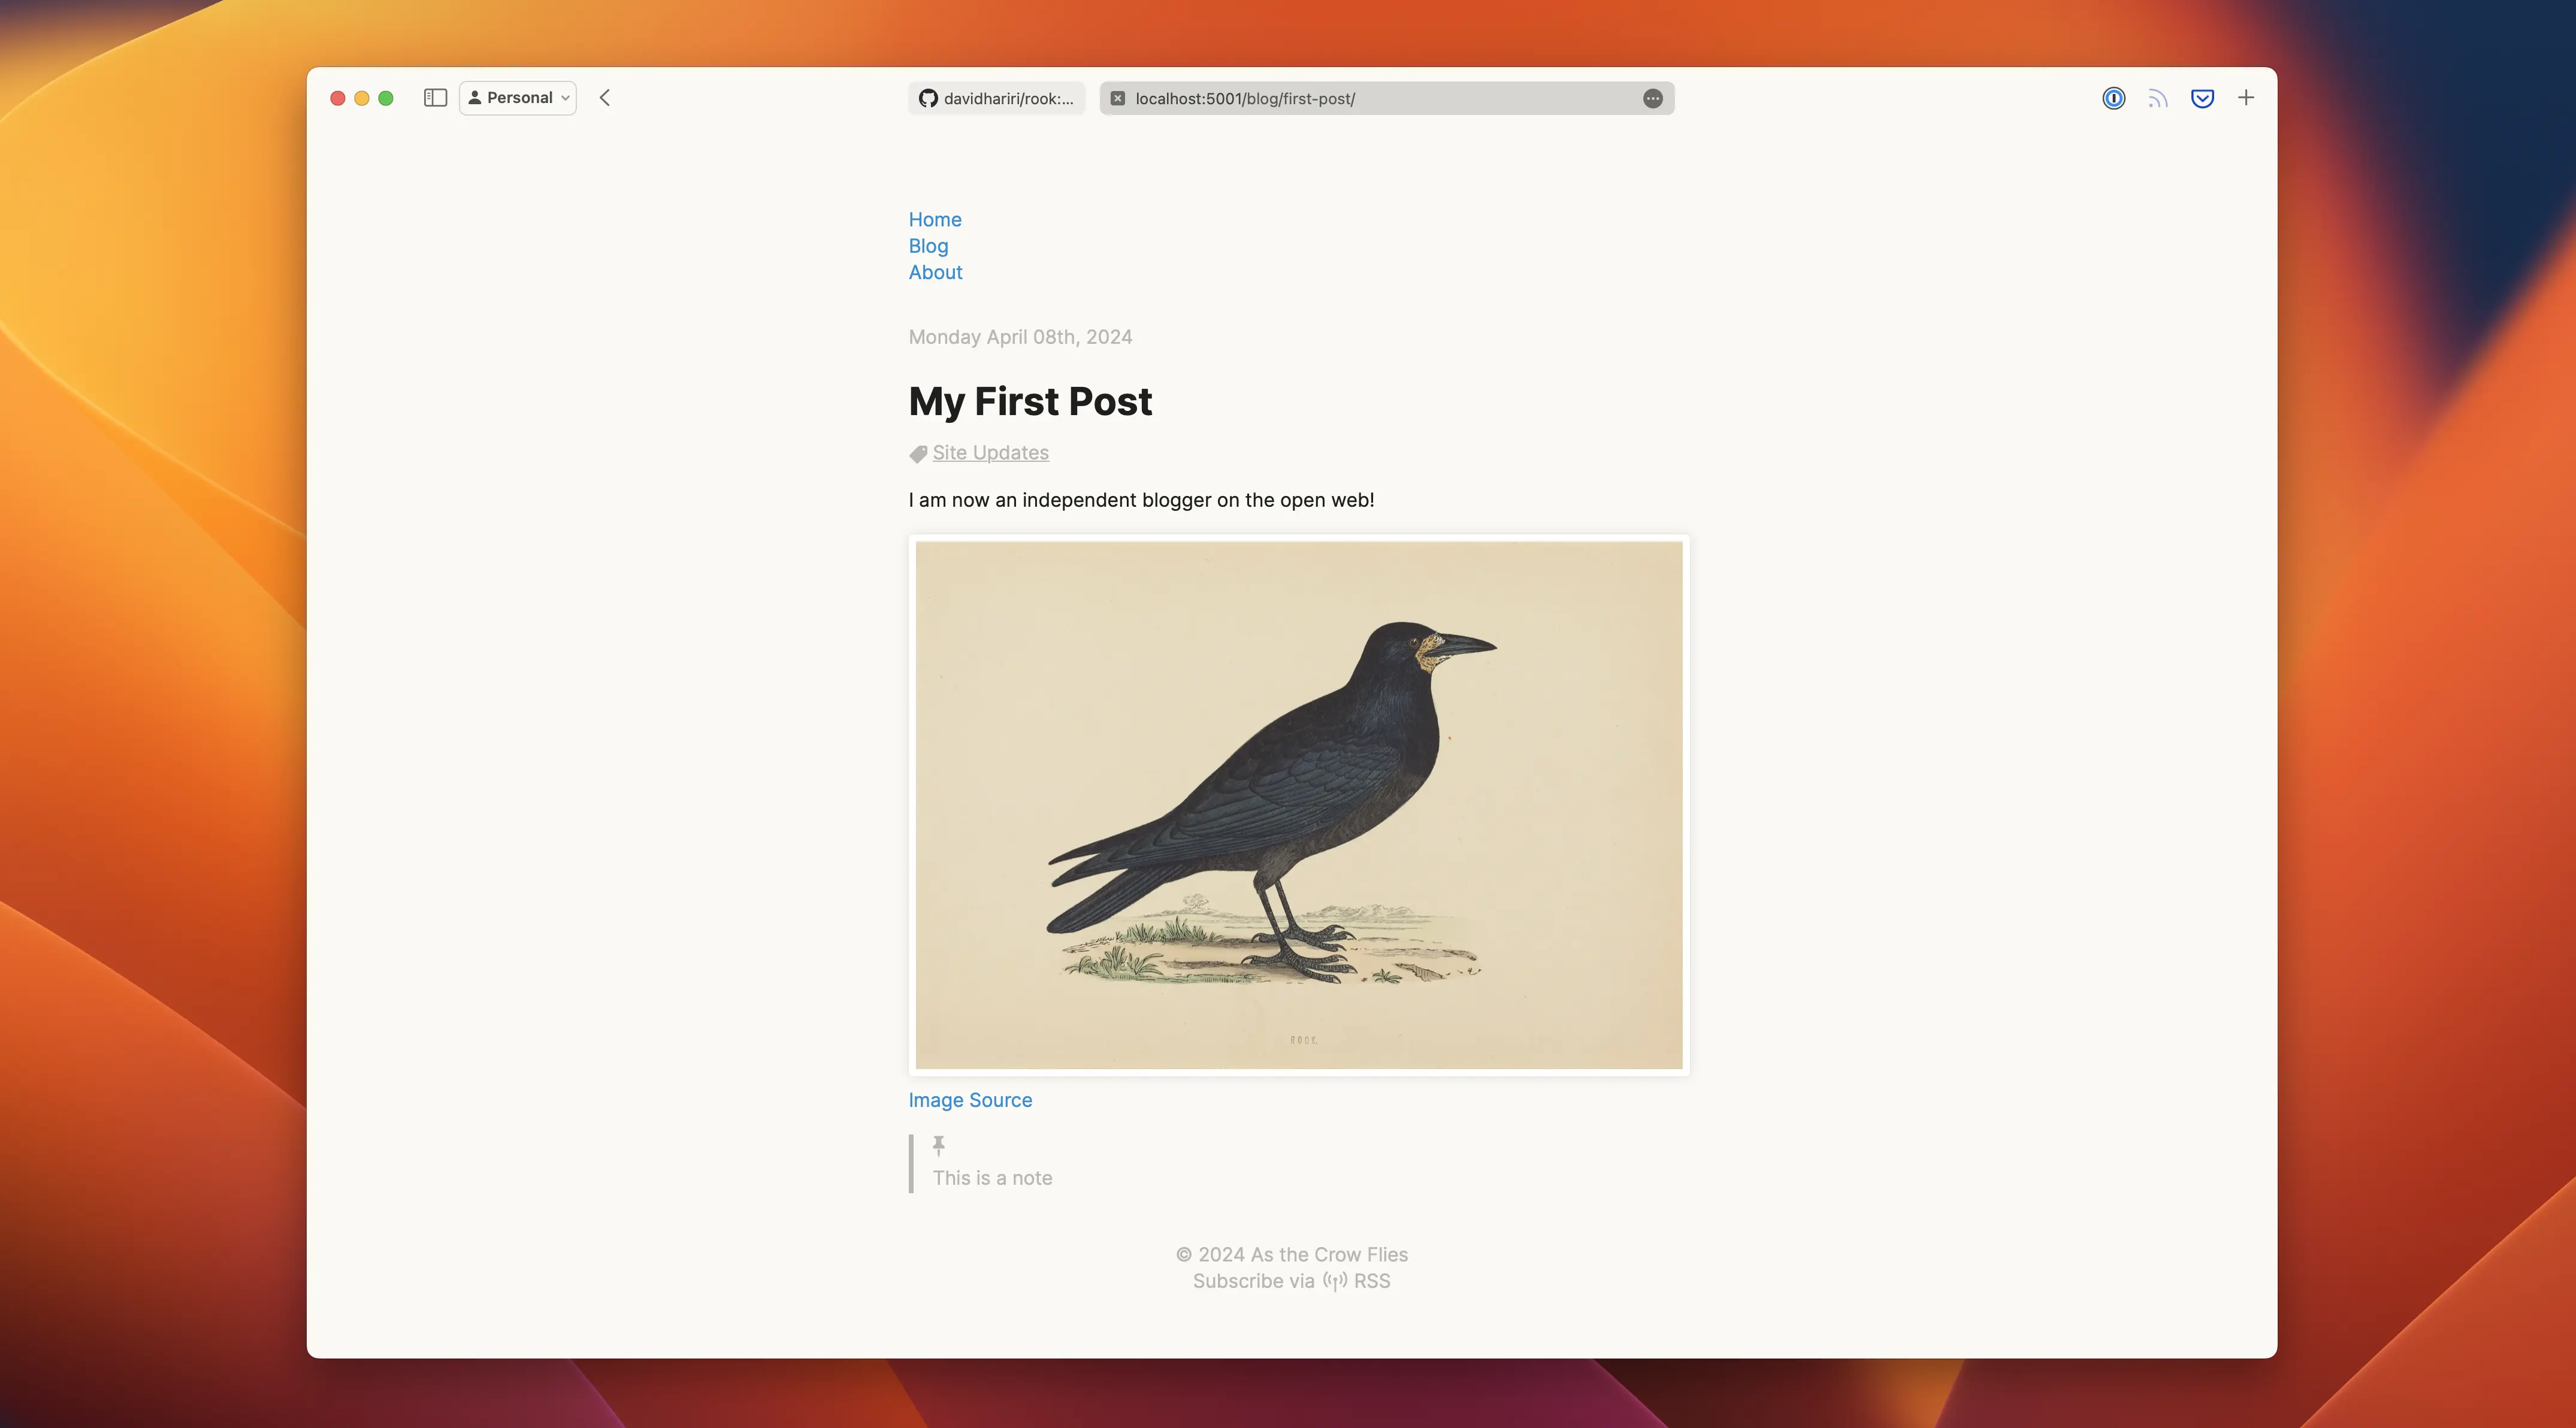 Personal
davidhariri/rook:...
localhost:5001/blog/first-post/
Home
Blog
About
Monday April 08th, 2024
My First Post
Site Updates
I am now an independent blogger on the open web!
ROOK.
Image Source
This is a note
© 2024 As the Crow Flies
Subscribe via RSS